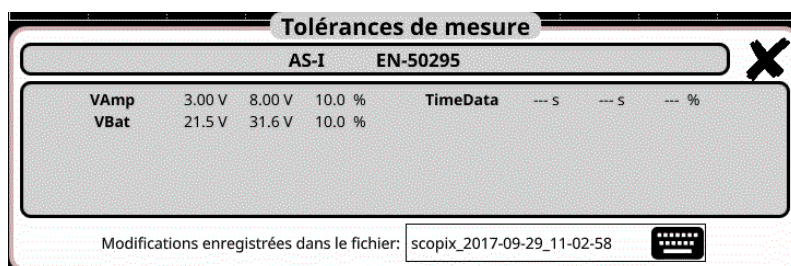 Tolérances de mesure
AS-I EN-50295
VAmp 3.00 V 8.00 V 10.0 % TimeData --- s --- s --- %
VBat 21.5 V 31.6 V 10.0 %
Modifications enregistrées dans le fichier: scopix_2017-09-29_11-02-58